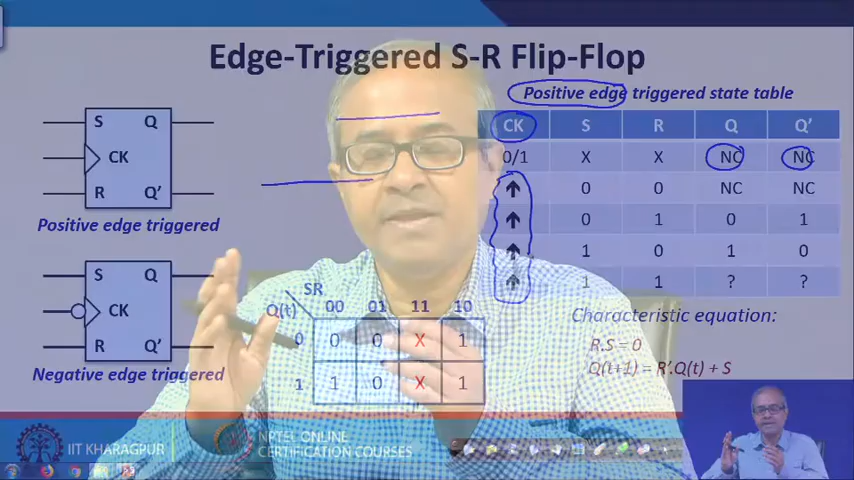 Edge-Triggered S-R Flip-Flop
S Q
CK
R Q'
Positive edge triggered
S Q
CK
R Q'
Negative edge triggered
Positive edge triggered state table
CK S R Q Q'
0/1 X X NC NC
↑ 0 0 NC NC
↑ 0 1 0 1
↑ 1 0 1 0
↑ 1 1 ? ?
SR
Q(t) 00 01 11 10
0 0 0 X 1
1 1 0 X 1
Characteristic equation:
R.S = 0
Q(t+1) = R'.Q(t) + S
IIT KHARAGPUR
NPTEL ONLINE
CERTIFICATION COURSES